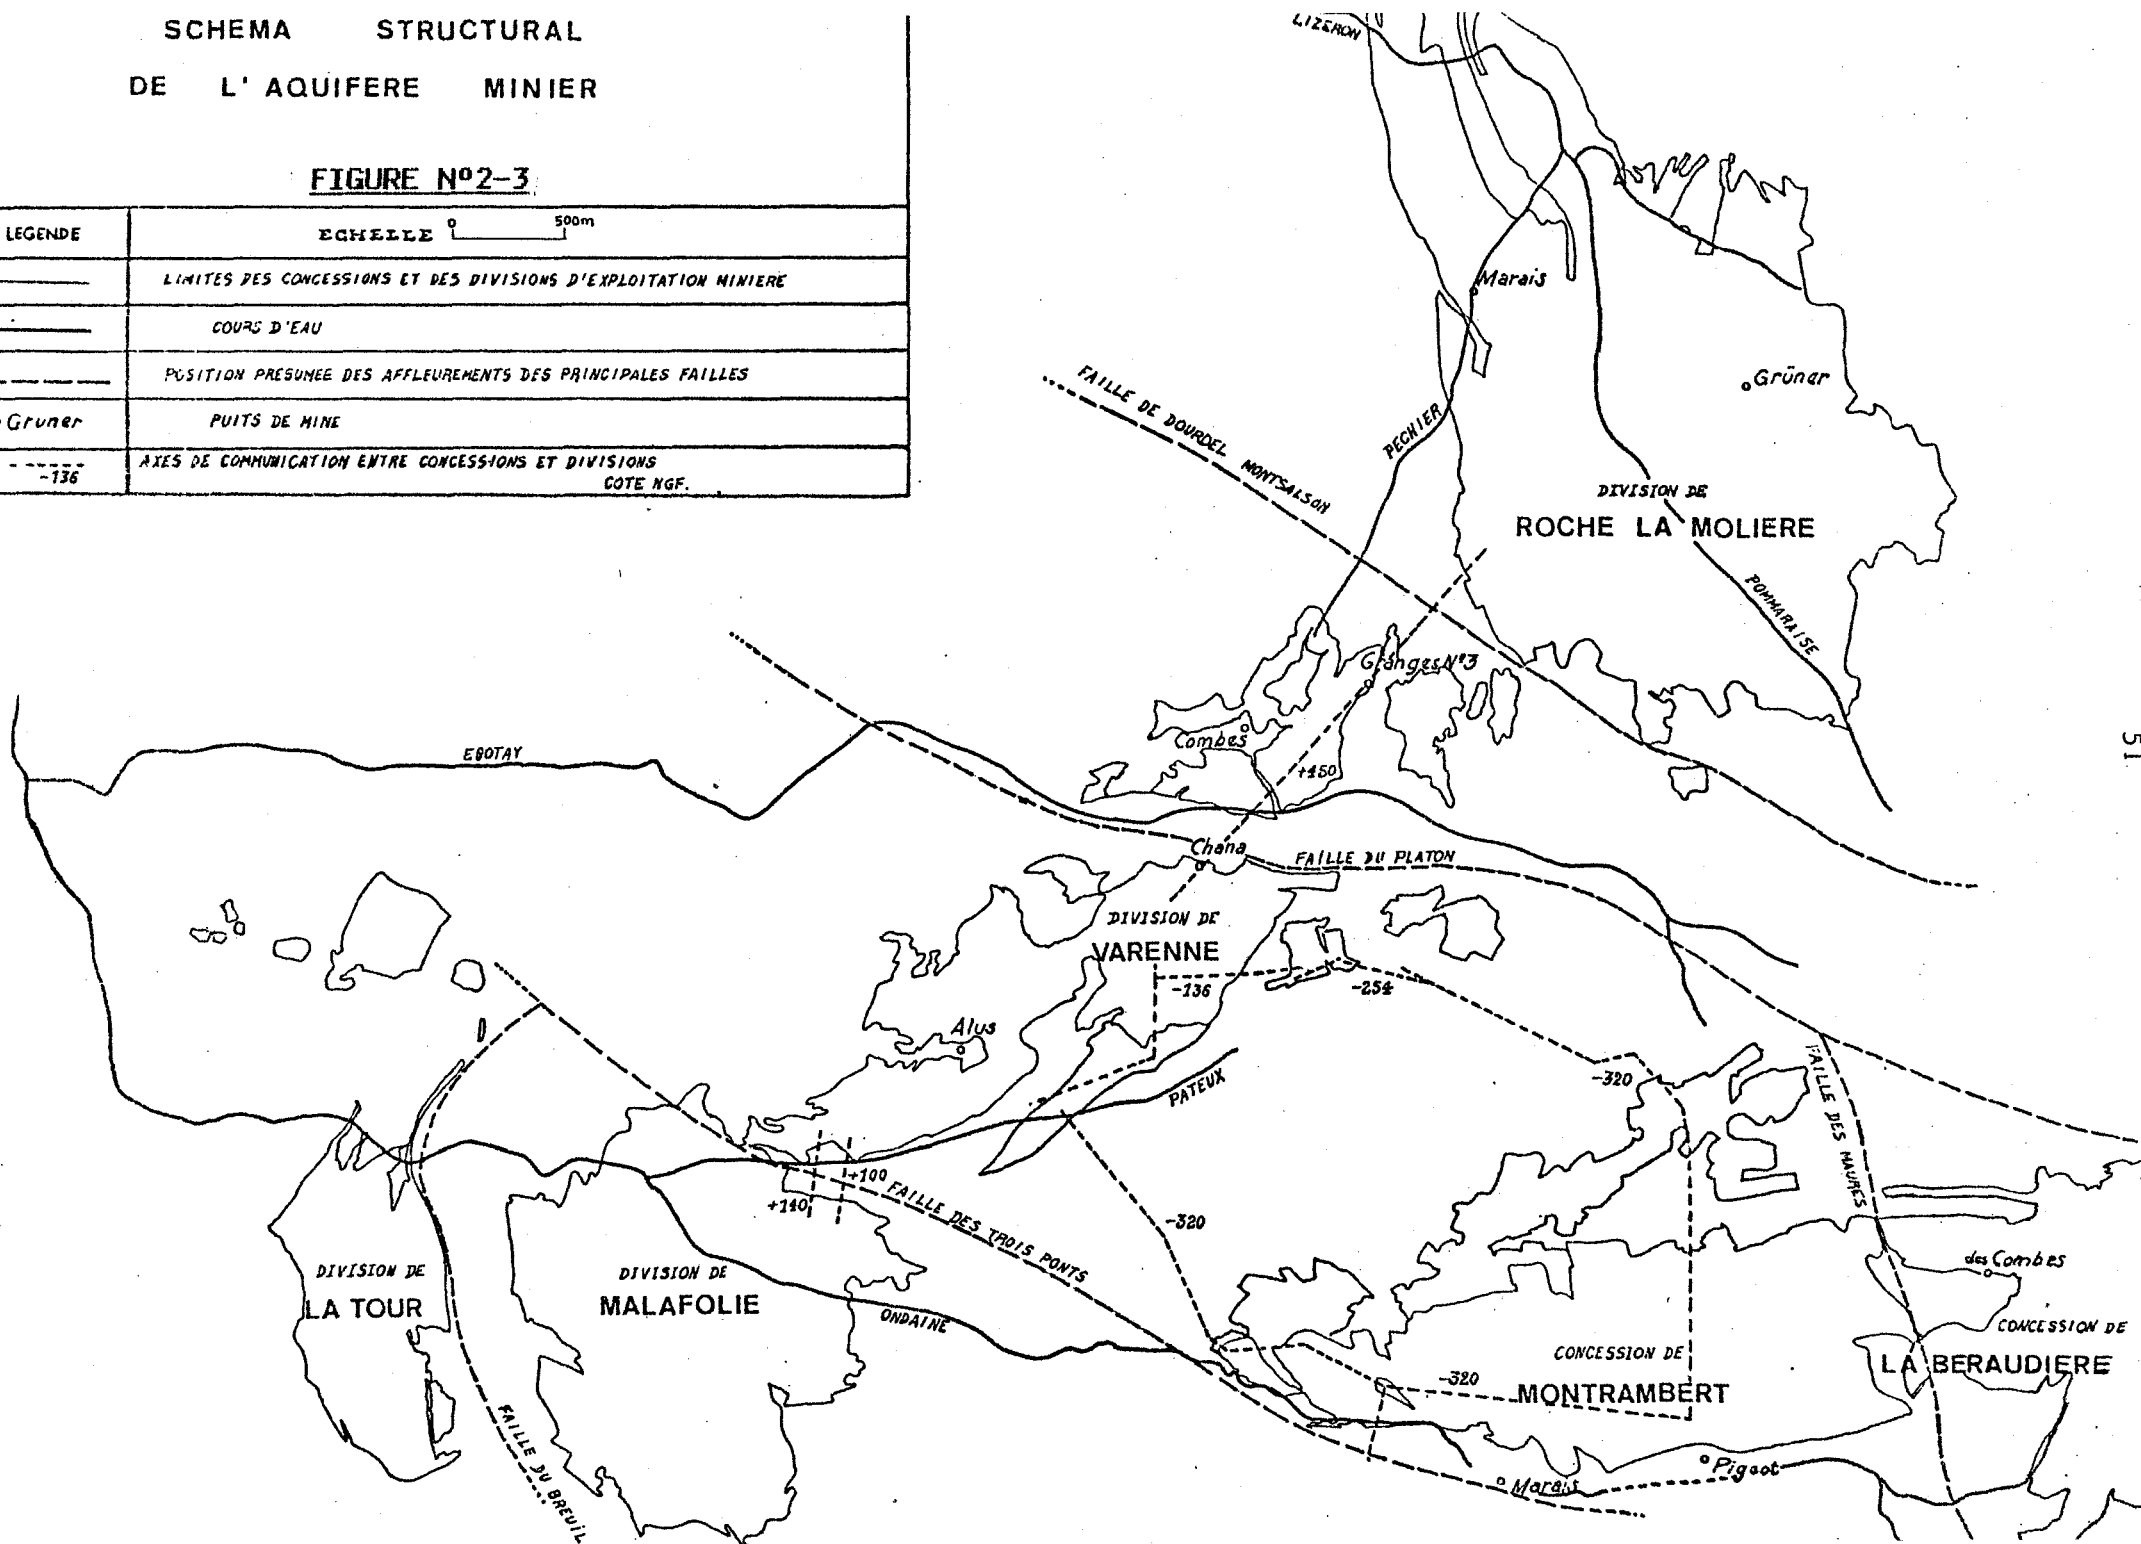 SCHEMA STRUCTURAL
DE L'AQUIFERE MINIER
FIGURE Nº2-3
LEGENDE
ECHELLE 0 500m
LIMITES DES CONCESSIONS ET DES DIVISIONS D'EXPLOITATION MINIERE
COURS D'EAU
POSITION PRESUMEE DES AFFLEUREMENTS DES PRINCIPALES FAILLES
Gruner
PUITS DE MINE
-136
AXES DE COMMUNICATION ENTRE CONCESSIONS ET DIVISIONS
COTE NGF.
LIZERON
Marais
Grüner
FAILLE DE DOURDEL MONTSALSON
PECHIER
DIVISION DE
ROCHE LA MOLIERE
POMMARAISE
51
Granges Nº3
Combes
+150
EGOTAY
Chana
FAILLE DU PLATON
DIVISION DE
VARENNE
-136
-254
Alus
PATEUX
-320
FAILLE DES MAURES
+100
+140
FAILLE DES TROIS PONTS
-320
des Combes
DIVISION DE
LA TOUR
DIVISION DE
MALAFOLIE
ONDAINE
CONCESSION DE
LA BERAUDIERE
CONCESSION DE
MONTRAMBERT
-320
FAILLE DU BREUIL
Marais
Pigeot